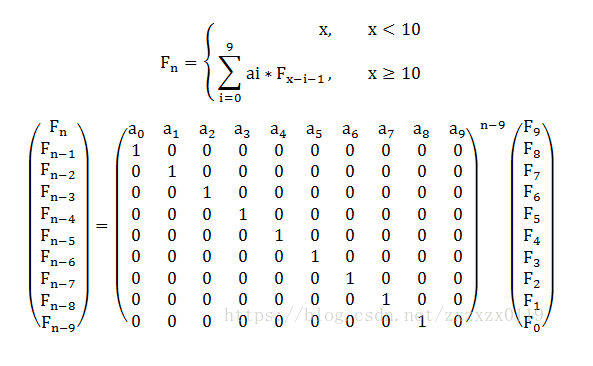 F_n = { x, x < 10
∑_{i=0}^{9} ai * F_{x-i-1}, x ≥ 10
F_n a_0 a_1 a_2 a_3 a_4 a_5 a_6 a_7 a_8 a_9 n-9 F_9
F_{n-1} 1 0 0 0 0 0 0 0 0 0 F_8
F_{n-2} 0 1 0 0 0 0 0 0 0 0 F_7
F_{n-3} 0 0 1 0 0 0 0 0 0 0 F_6
F_{n-4} 0 0 0 1 0 0 0 0 0 0 F_5
F_{n-5} = 0 0 0 0 1 0 0 0 0 0 F_4
F_{n-6} 0 0 0 0 0 1 0 0 0 0 F_3
F_{n-7} 0 0 0 0 0 0 1 0 0 0 F_2
F_{n-8} 0 0 0 0 0 0 0 1 0 0 F_1
F_{n-9} 0 0 0 0 0 0 0 0 1 0 F_0